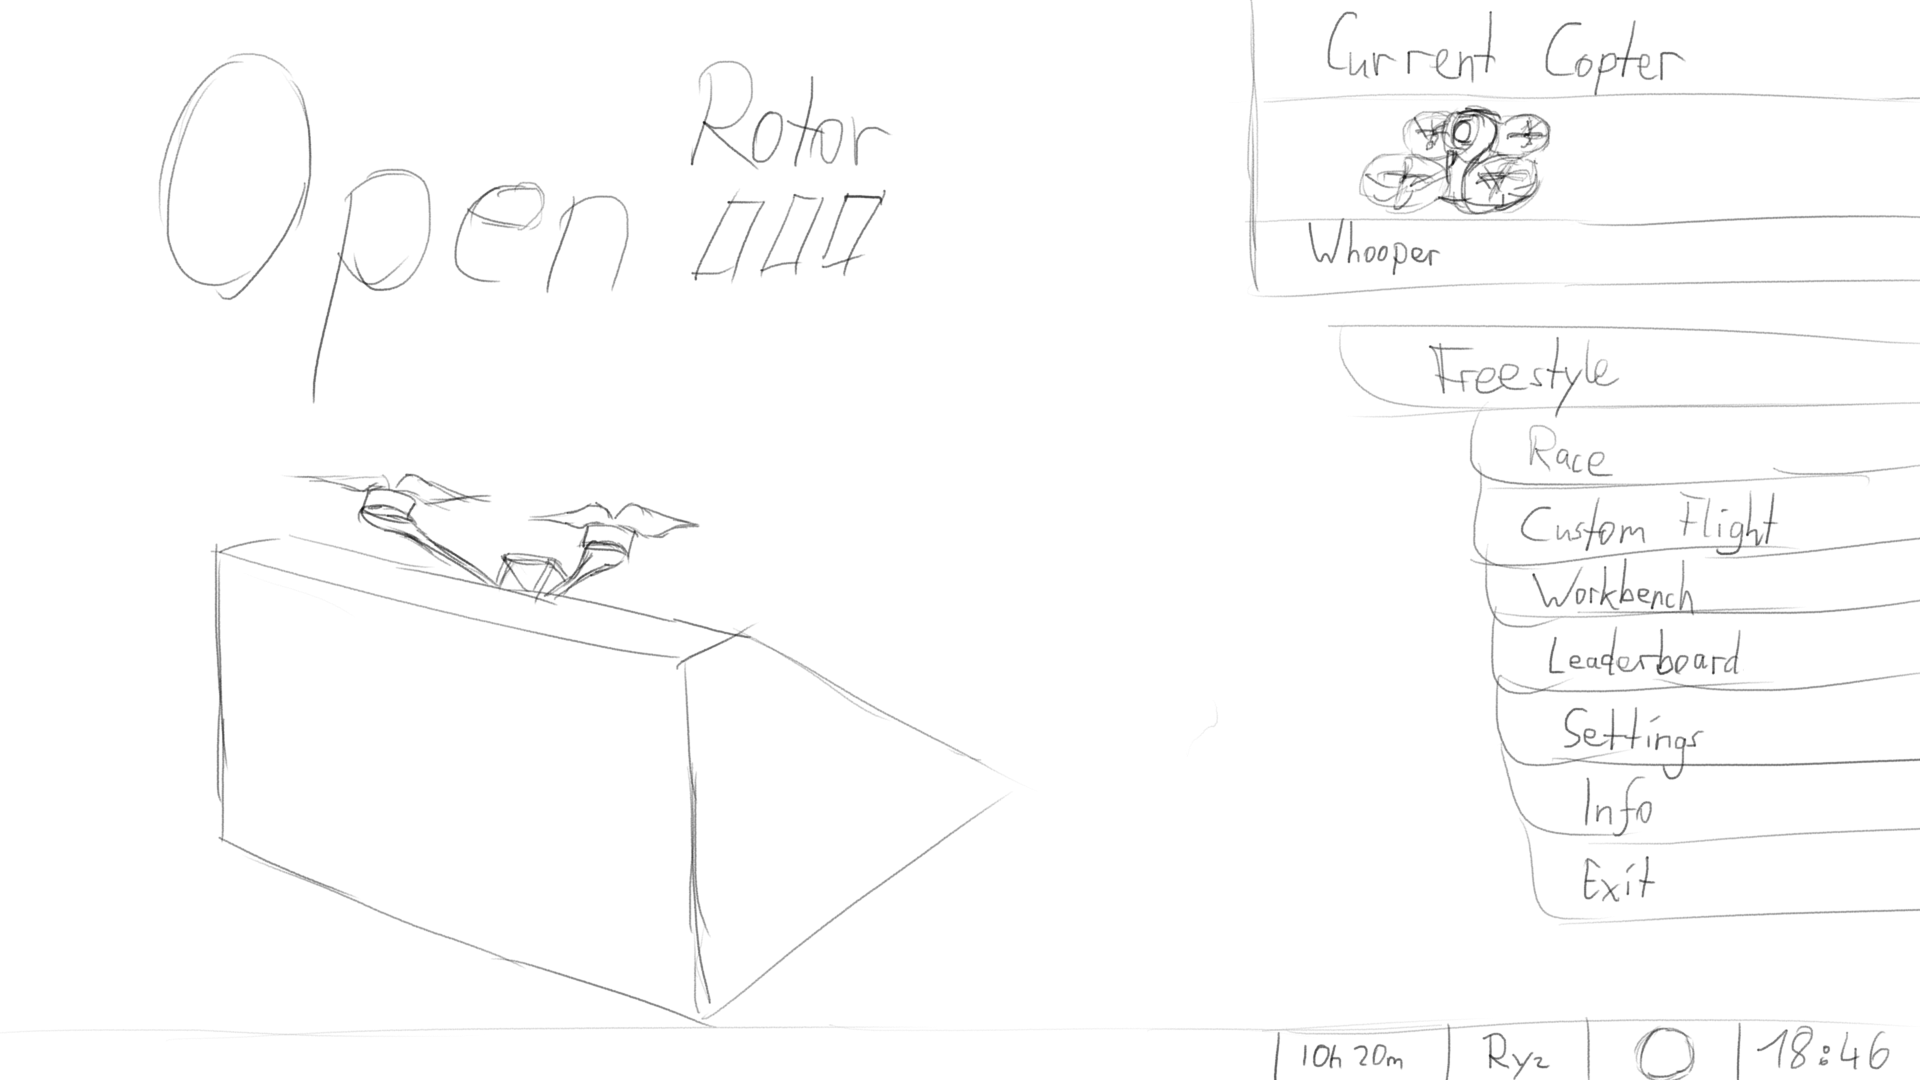 Open
Rotor
Current Copter
Whooper
Freestyle
Race
Custom Flight
Workbench
Leaderboard
Settings
Info
Exit
10h 20m
Ryz
18:46